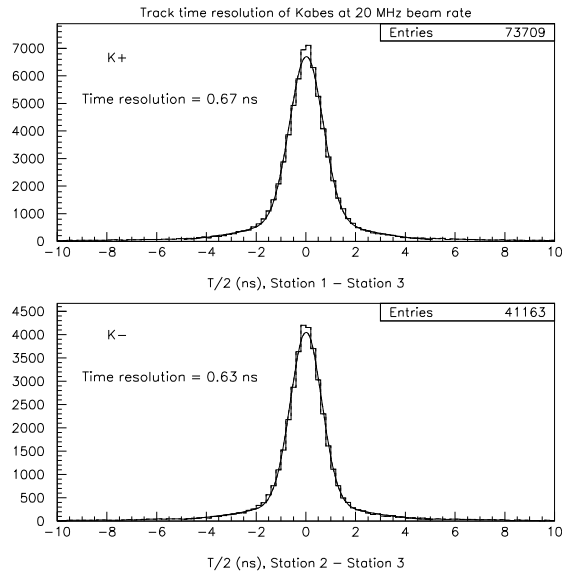 Track time resolution of Kabes at 20 MHz beam rate
Entries 73709
K+
Time resolution = 0.67 ns
7000
6000
5000
4000
3000
2000
1000
0
−10 −8 −6 −4 −2 0 2 4 6 8 10
T/2 (ns), Station 1 − Station 3
Entries 41163
K−
Time resolution = 0.63 ns
4500
4000
3500
3000
2500
2000
1500
1000
500
0
−10 −8 −6 −4 −2 0 2 4 6 8 10
T/2 (ns), Station 2 − Station 3